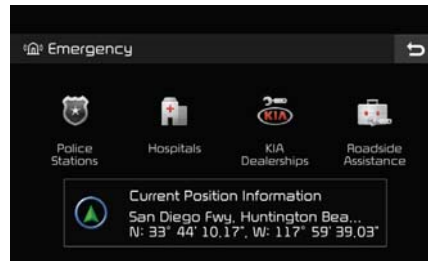 Emergency
Police Stations
Hospitals
KIA
KIA Dealerships
Roadside Assistance
Current Position Information
San Diego Fwy, Huntington Bea...
N: 33° 44' 10.17", W: 117° 59' 39.03"